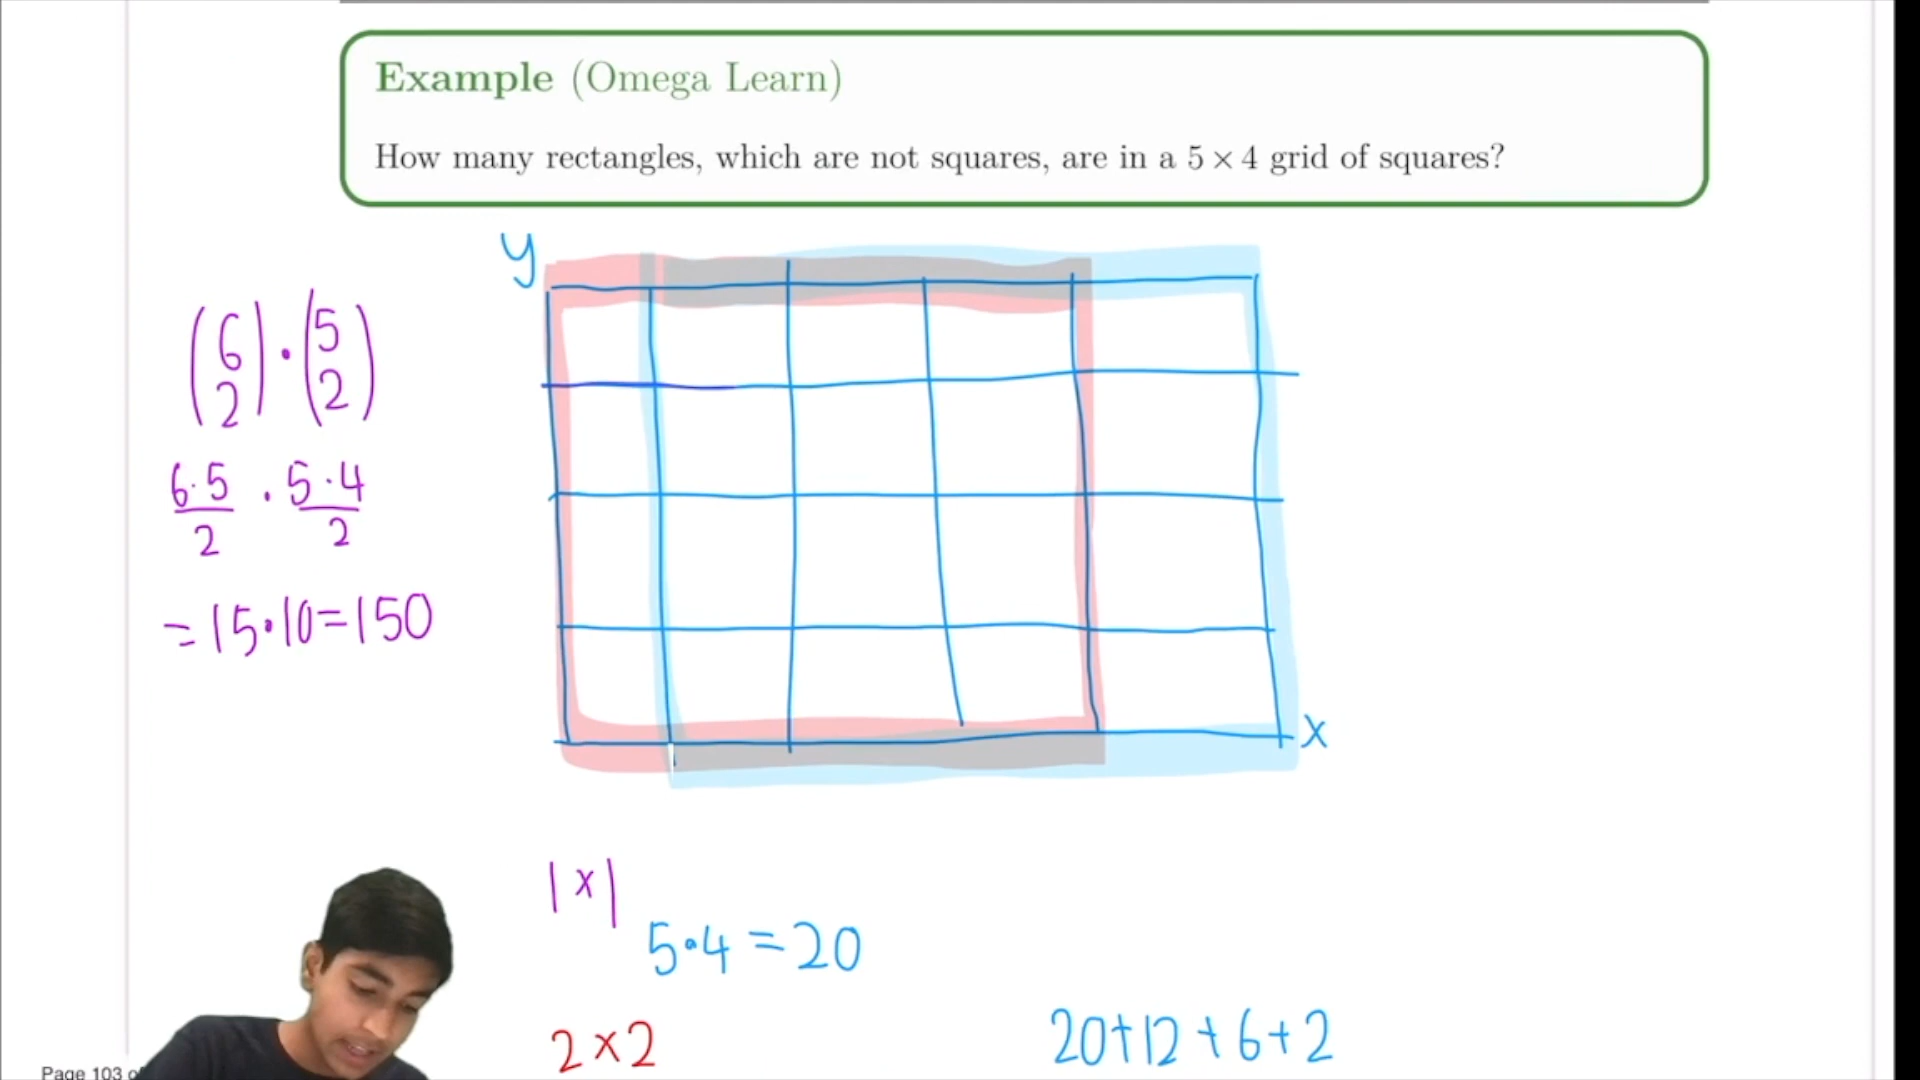 Example (Omega Learn)
How many rectangles, which are not squares, are in a 5 × 4 grid of squares?
y
(6 2) · (5 2)
6·5/2 · 5·4/2
= 15·10=150
x
1×1
5·4 = 20
2×2
20+12+6+2
Page 103